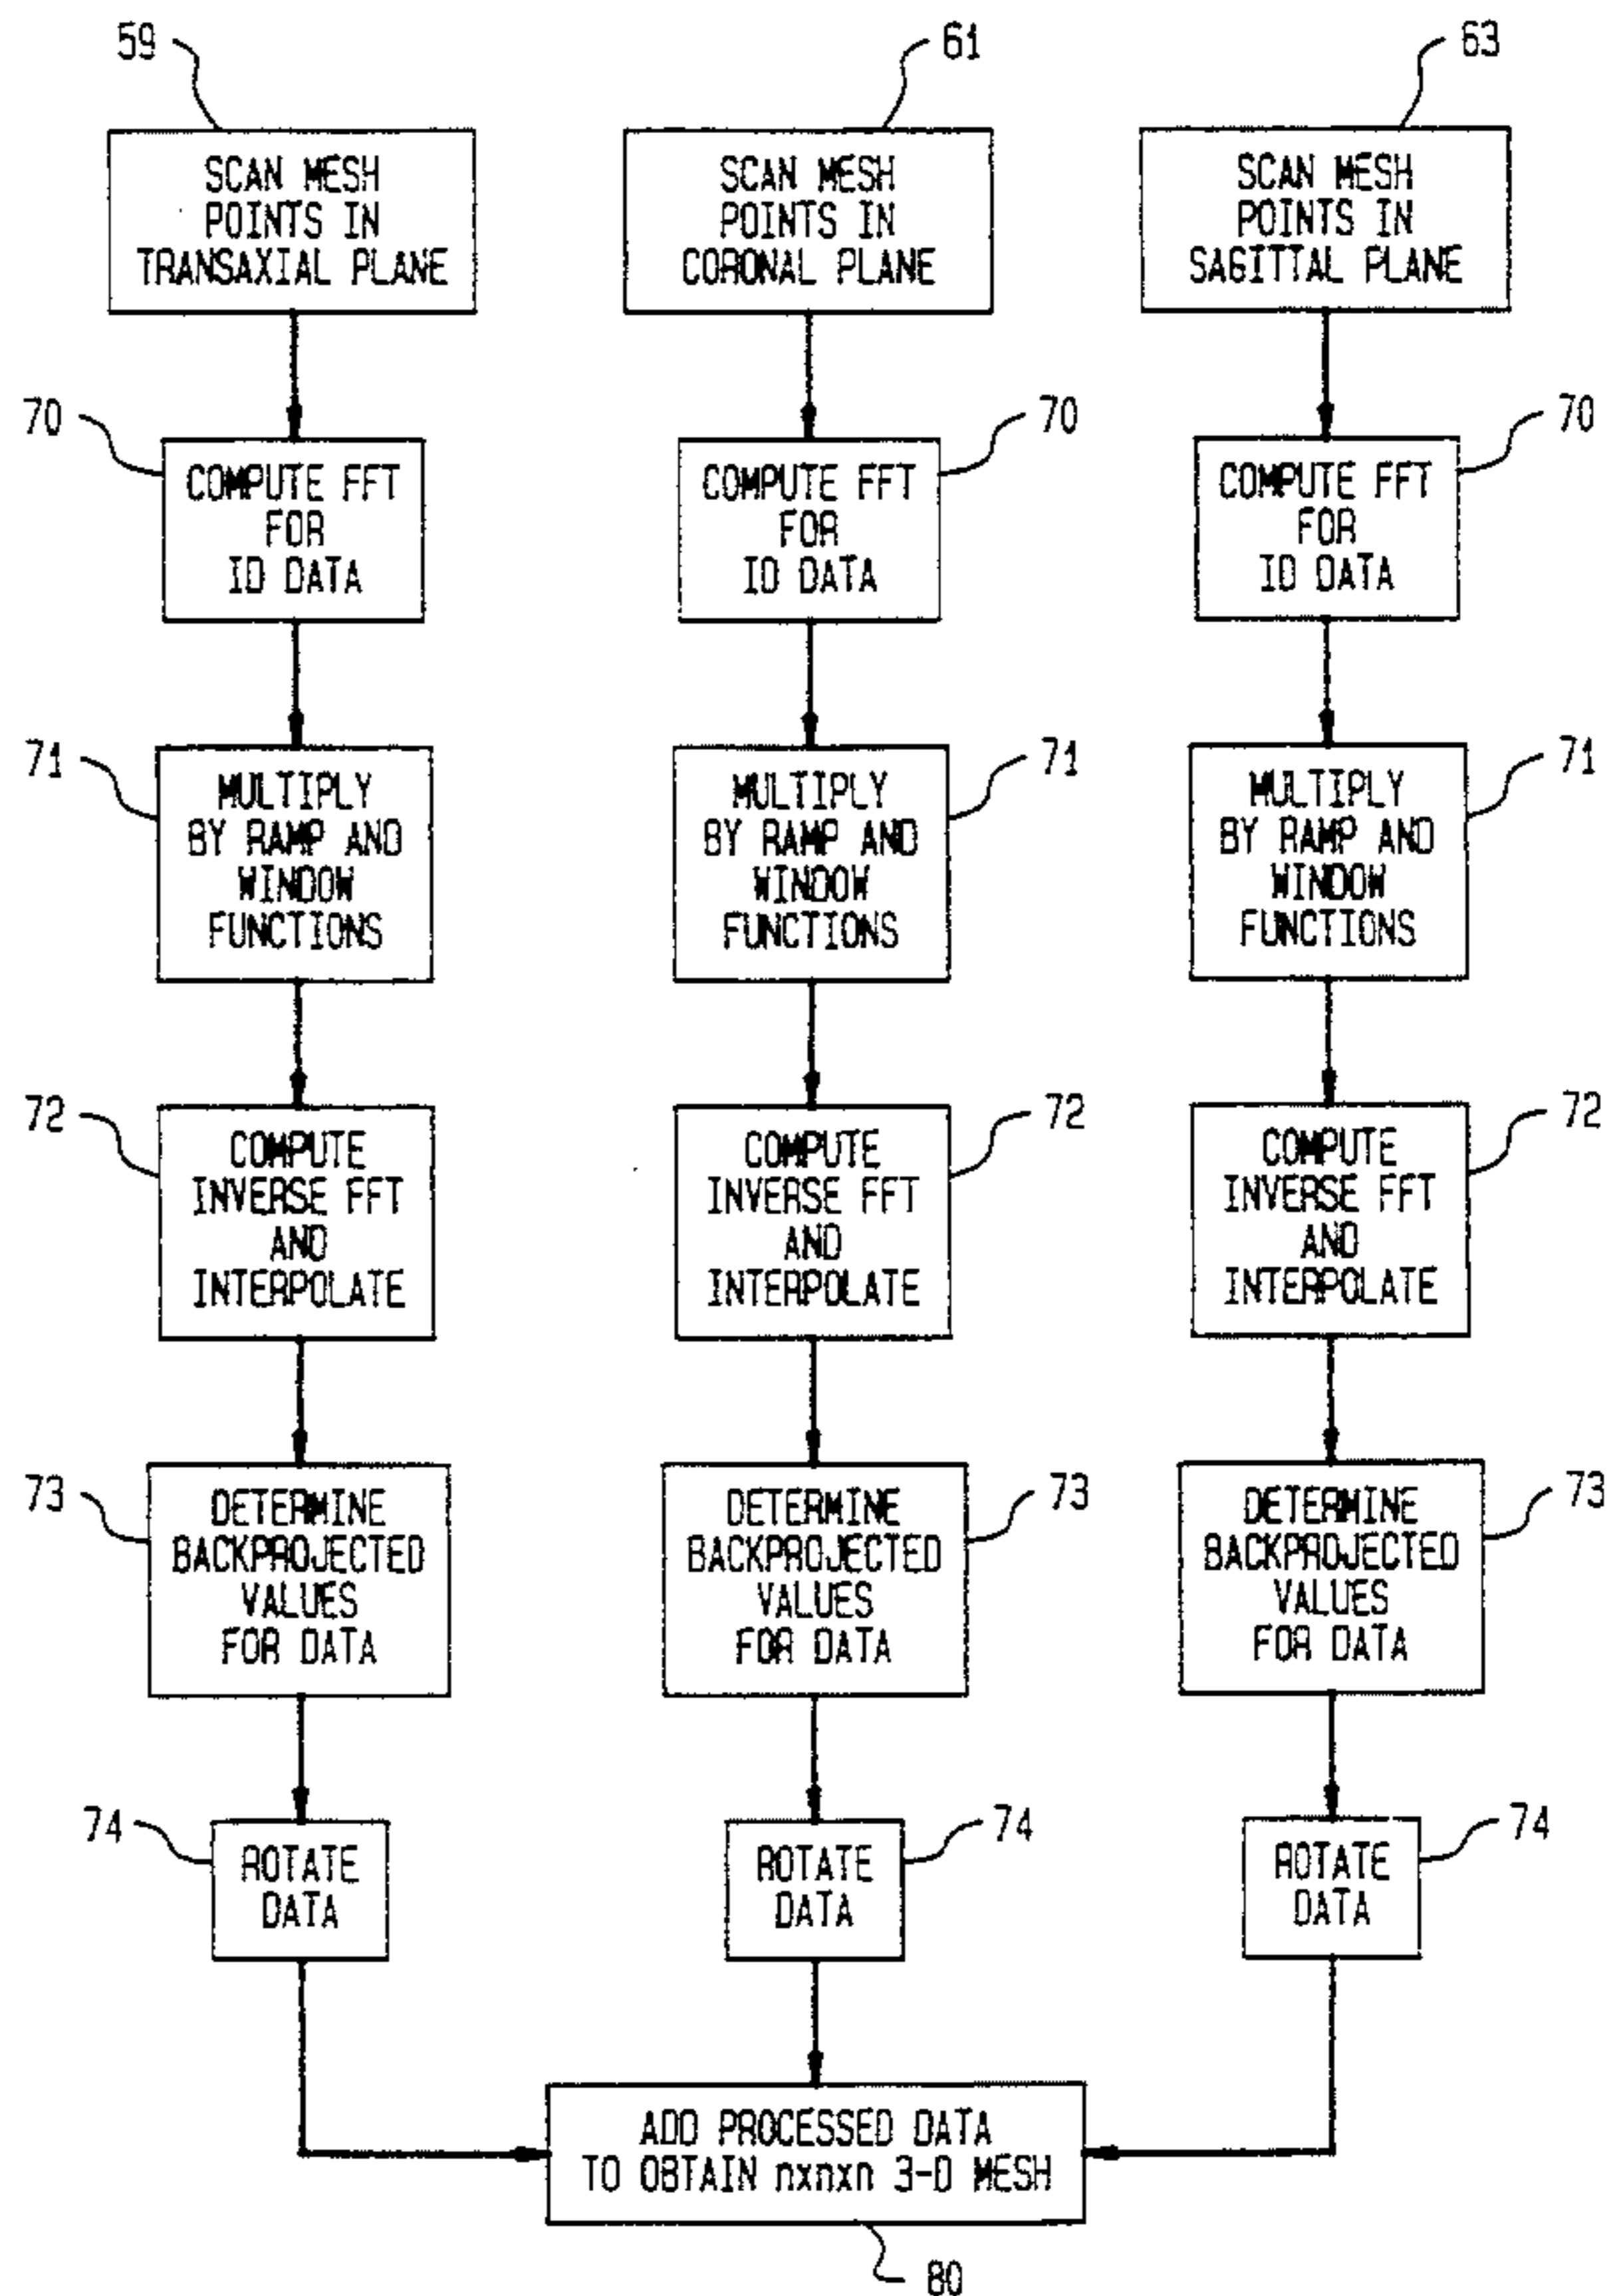 59
61
63
SCAN MESH
POINTS IN
TRANSAXIAL PLANE
SCAN MESH
POINTS IN
CORONAL PLANE
SCAN MESH
POINTS IN
SAGITTAL PLANE
70
COMPUTE FFT
FOR
ID DATA
70
COMPUTE FFT
FOR
ID DATA
70
COMPUTE FFT
FOR
ID DATA
71
MULTIPLY
BY RAMP AND
WINDOW
FUNCTIONS
71
MULTIPLY
BY RAMP AND
WINDOW
FUNCTIONS
71
MULTIPLY
BY RAMP AND
WINDOW
FUNCTIONS
72
COMPUTE
INVERSE FFT
AND
INTERPOLATE
72
COMPUTE
INVERSE FFT
AND
INTERPOLATE
72
COMPUTE
INVERSE FFT
AND
INTERPOLATE
73
DETERMINE
BACKPROJECTED
VALUES
FOR DATA
73
DETERMINE
BACKPROJECTED
VALUES
FOR DATA
73
DETERMINE
BACKPROJECTED
VALUES
FOR DATA
74
ROTATE
DATA
74
ROTATE
DATA
74
ROTATE
DATA
ADD PROCESSED DATA
TO OBTAIN nxnxn 3-D MESH
80